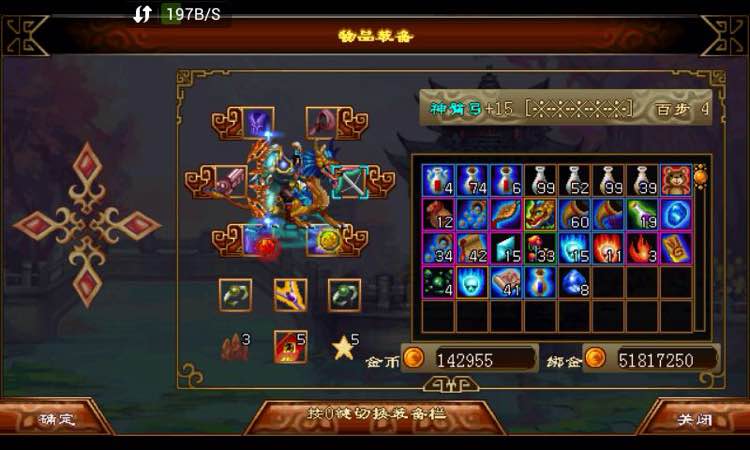 197B/S
物品装备
神臂弓+15 [※※※※] 百步 4
4 74 6 99 52 99 39
12 60 19
34 42 15 33 15 11 3
4 41 8
3 5 5
金币 142955 绑金 51817250
确定 按0键切换装备栏 关闭